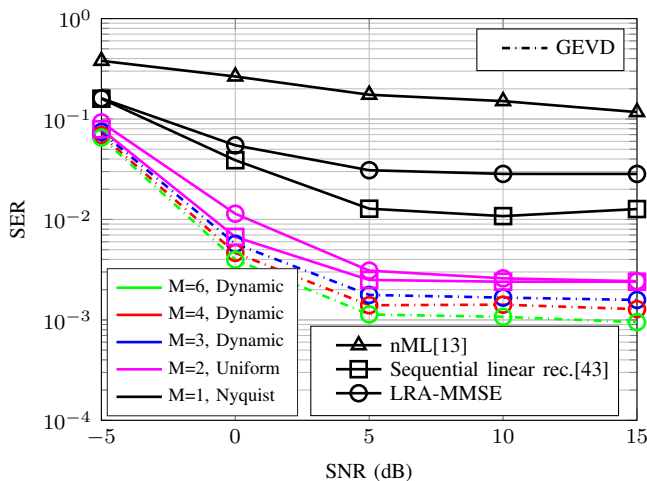 10^0
10^{-1}
10^{-2}
10^{-3}
10^{-4}
SER
GEVD
M=6, Dynamic
M=4, Dynamic
M=3, Dynamic
M=2, Uniform
M=1, Nyquist
nML[13]
Sequential linear rec.[43]
LRA-MMSE
−5 0 5 10 15
SNR (dB)